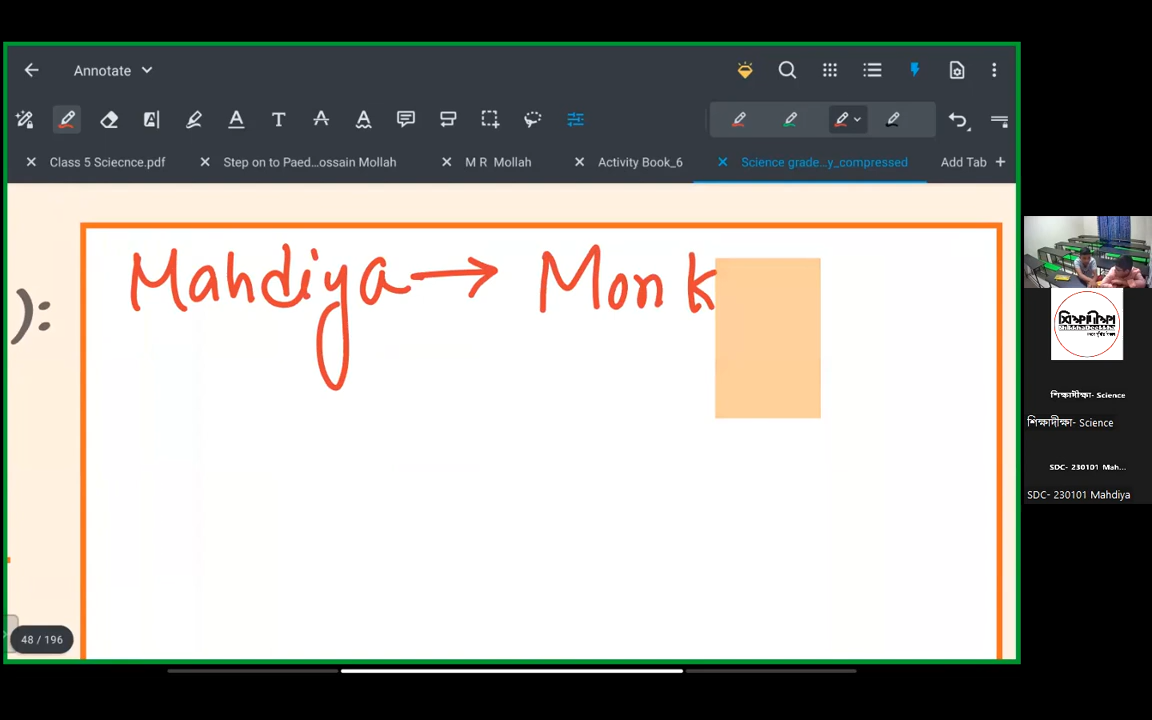 Annotate
Class 5 Sciecnce.pdf
Step on to Paed...ossain Mollah
M R Mollah
Activity Book_6
Science grade...y_compressed
Add Tab
Mahdiya → Monk
):
48 / 196
শিক্ষাদীক্ষা
শিক্ষাদীক্ষা- Science
শিক্ষাদীক্ষা- Science
SDC- 230101 Mah...
SDC- 230101 Mahdiya